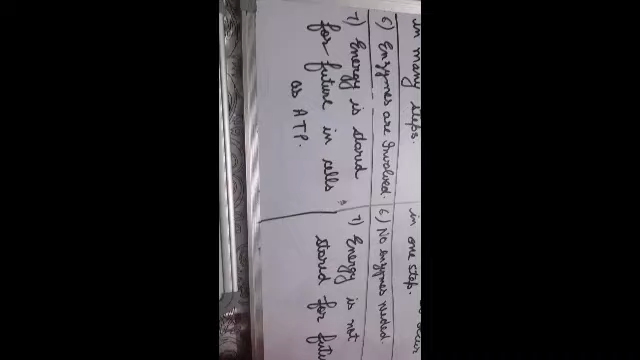 in many steps.
in one step.
6) Enzymes are Involved.
6) No enzymes needed.
7) Energy is stored
for future in cells
as ATP.
7) Energy is not
stored for